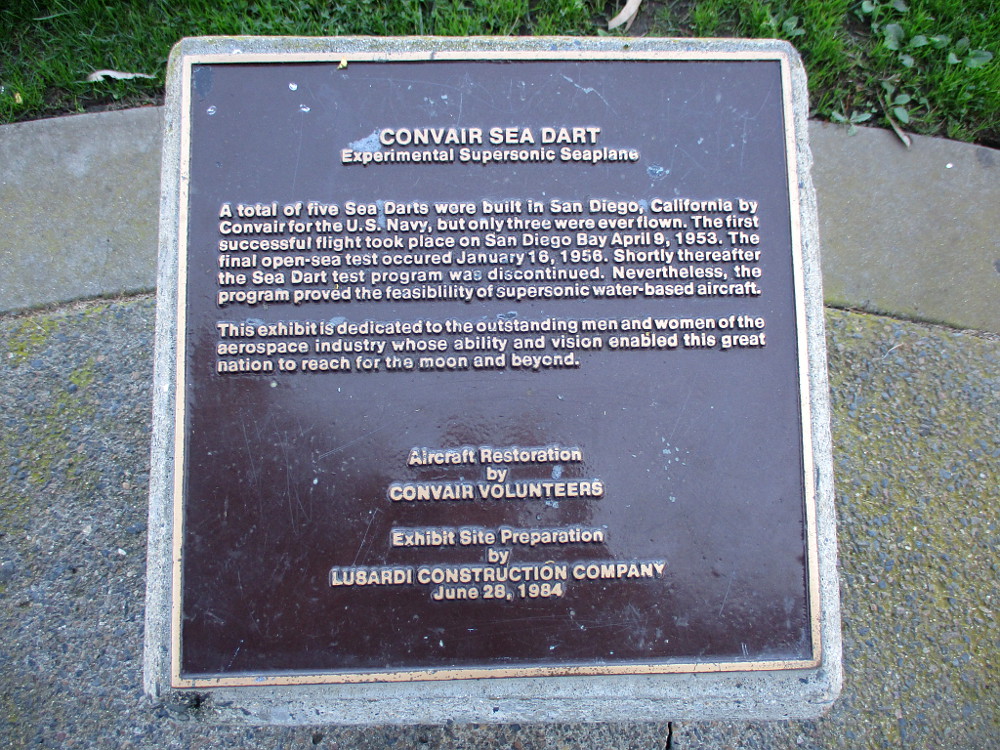 CONVAIR SEA DART
Experimental Supersonic Seaplane
A total of five Sea Darts were built in San Diego, California by
Convair for the U.S. Navy, but only three were ever flown. The first
successful flight took place on San Diego Bay April 9, 1953. The
final open-sea test occured January 16, 1956. Shortly thereafter
the Sea Dart test program was discontinued. Nevertheless, the
program proved the feasiblility of supersonic water-based aircraft.
This exhibit is dedicated to the outstanding men and women of the
aerospace industry whose ability and vision enabled this great
nation to reach for the moon and beyond.
Aircraft Restoration
by
CONVAIR VOLUNTEERS
Exhibit Site Preparation
by
LUSARDI CONSTRUCTION COMPANY
June 28, 1984